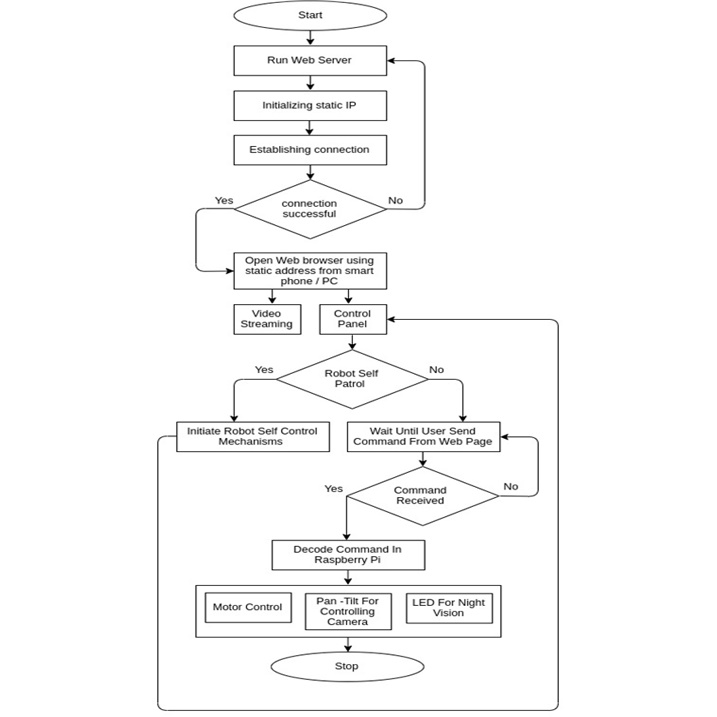 Start
Run Web Server
Initializing static IP
Establishing connection
Yes
connection
successful
No
Open Web browser using
static address from smart
phone / PC
Video
Streaming
Control
Panel
Yes
Robot Self
Patrol
No
Initiate Robot Self Control
Mechanisms
Wait Until User Send
Command From Web Page
Yes
Command
Received
No
Decode Command In
Raspberry Pi
Motor Control
Pan -Tilt For
Controlling
Camera
LED For Night
Vision
Stop